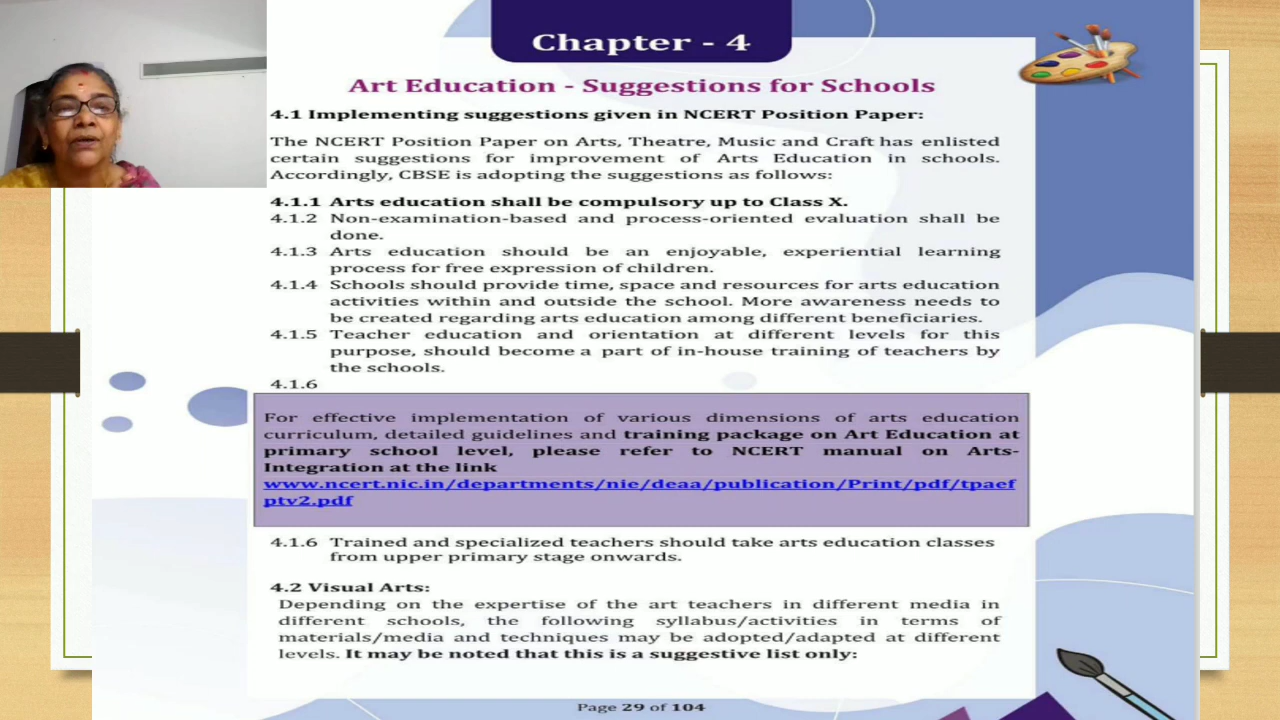 Chapter - 4
Art Education - Suggestions for Schools
4.1 Implementing suggestions given in NCERT Position Paper:
The NCERT Position Paper on Arts, Theatre, Music and Craft has enlisted
certain suggestions for improvement of Arts Education in schools.
Accordingly, CBSE is adopting the suggestions as follows:
4.1.1 Arts education shall be compulsory up to Class X.
4.1.2 Non-examination-based and process-oriented evaluation shall be
done.
4.1.3 Arts education should be an enjoyable, experiential learning
process for free expression of children.
4.1.4 Schools should provide time, space and resources for arts education
activities within and outside the school. More awareness needs to
be created regarding arts education among different beneficiaries.
4.1.5 Teacher education and orientation at different levels for this
purpose, should become a part of in-house training of teachers by
the schools.
4.1.6
For effective implementation of various dimensions of arts education
curriculum, detailed guidelines and training package on Art Education at
primary school level, please refer to NCERT manual on Arts-
Integration at the link
www.ncert.nic.in/departments/nie/deaa/publication/Print/pdf/tpaef
ptv2.pdf
4.1.6 Trained and specialized teachers should take arts education classes
from upper primary stage onwards.
4.2 Visual Arts:
Depending on the expertise of the art teachers in different media in
different schools, the following syllabus/activities in terms of
materials/media and techniques may be adopted/adapted at different
levels. It may be noted that this is a suggestive list only:
Page 29 of 104